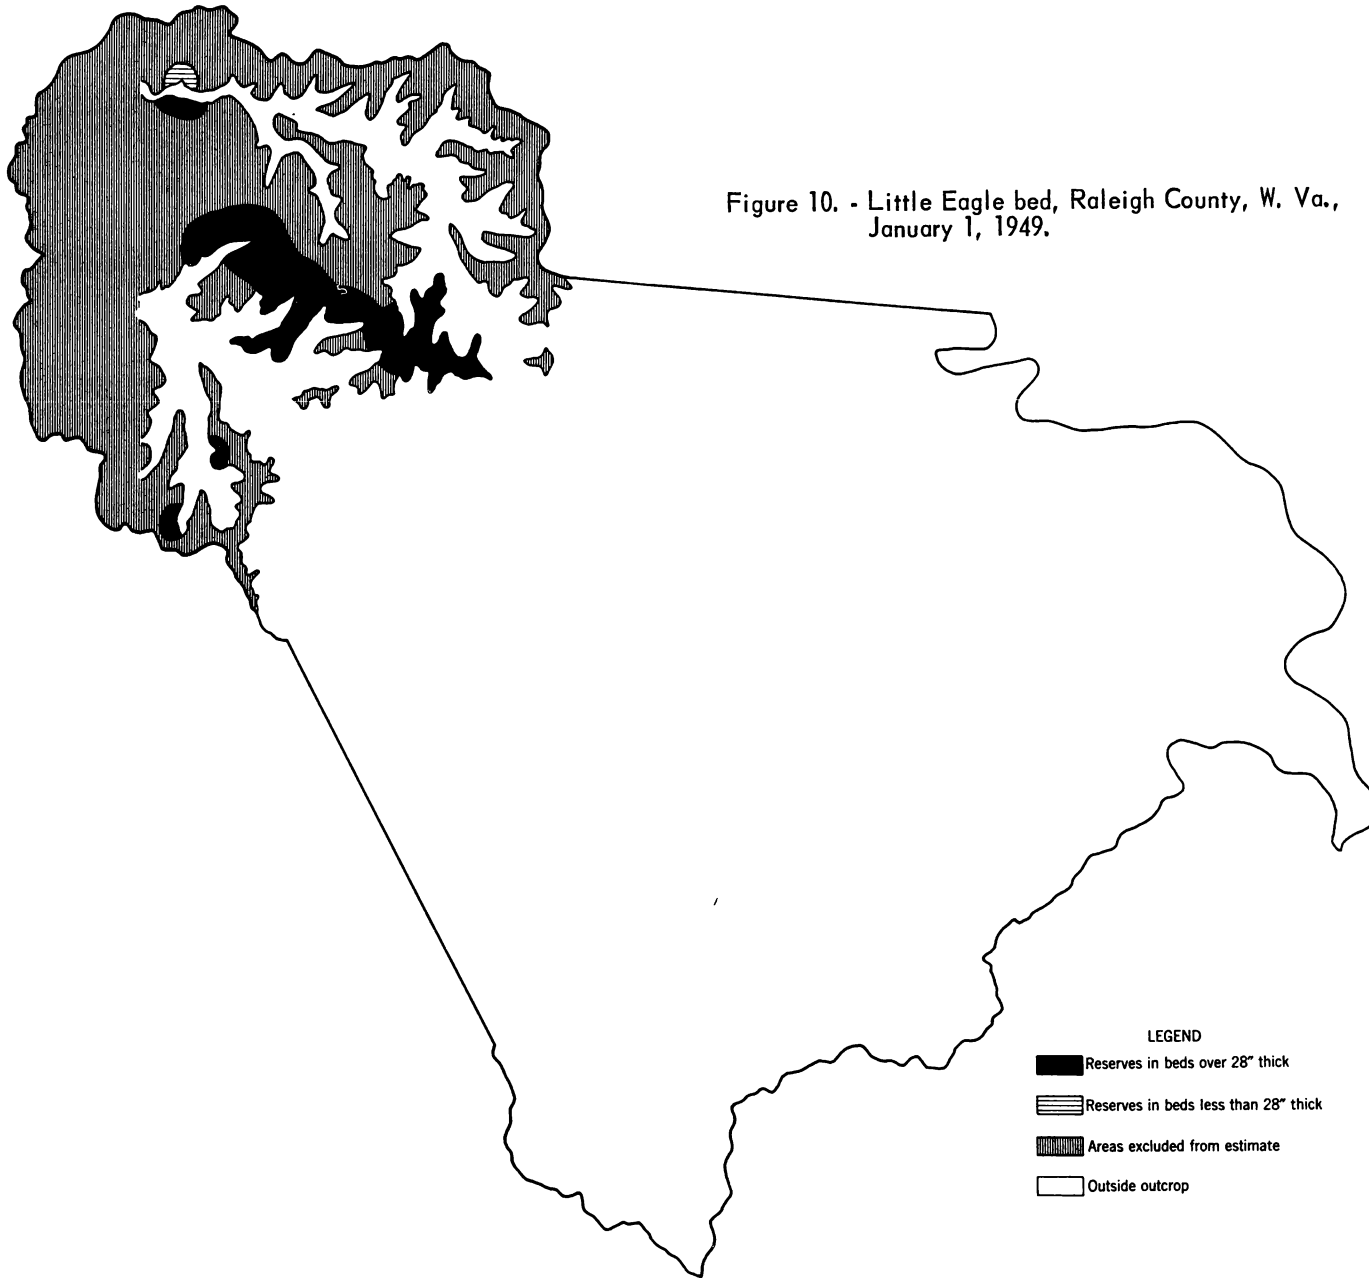 Figure 10. - Little Eagle bed, Raleigh County, W. Va.,
January 1, 1949.
LEGEND
Reserves in beds over 28" thick
Reserves in beds less than 28" thick
Areas excluded from estimate
Outside outcrop